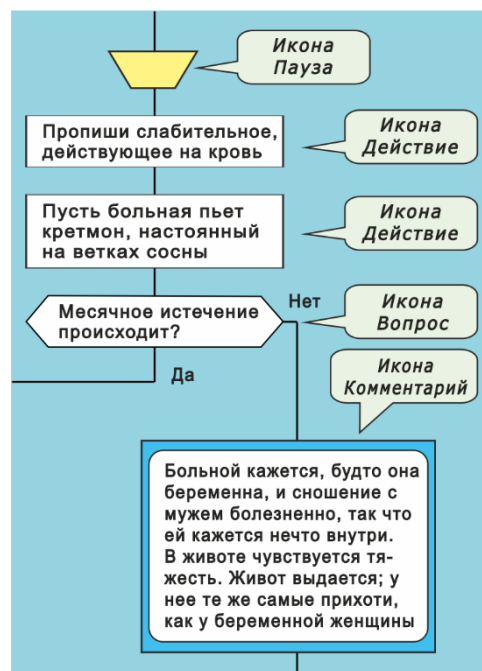 Икона
Пауза
Пропиши слабительное,
действующее на кровь
Икона
Действие
Пусть больная пьет
кретмон, настоянный
на ветках сосны
Икона
Действие
Месячное истечение
происходит?
Нет
Икона
Вопрос
Да
Икона
Комментарий
Больной кажется, будто она
беременна, и сношение с
мужем болезненно, так что
ей кажется нечто внутри.
В животе чувствуется тя-
жесть. Живот выдается; у
нее те же самые прихоти,
как у беременной женщины